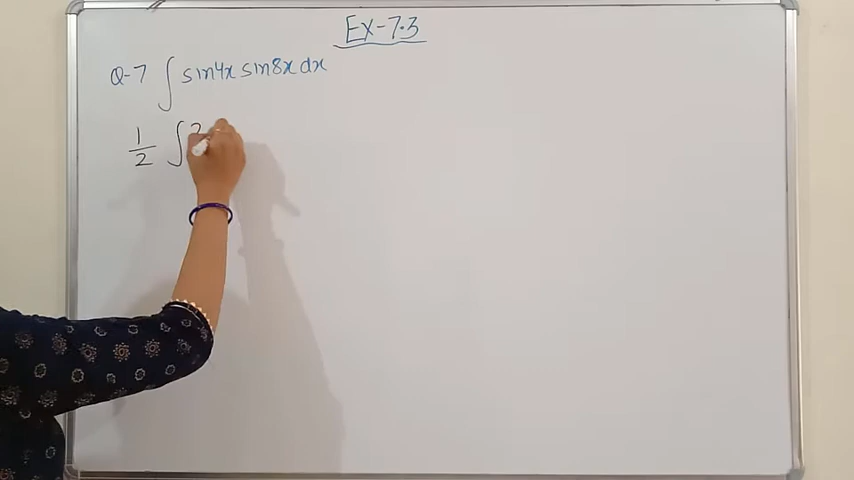 Ex-7.3
Q-7 ∫ sin4x sin8x dx
1/2 ∫ 2